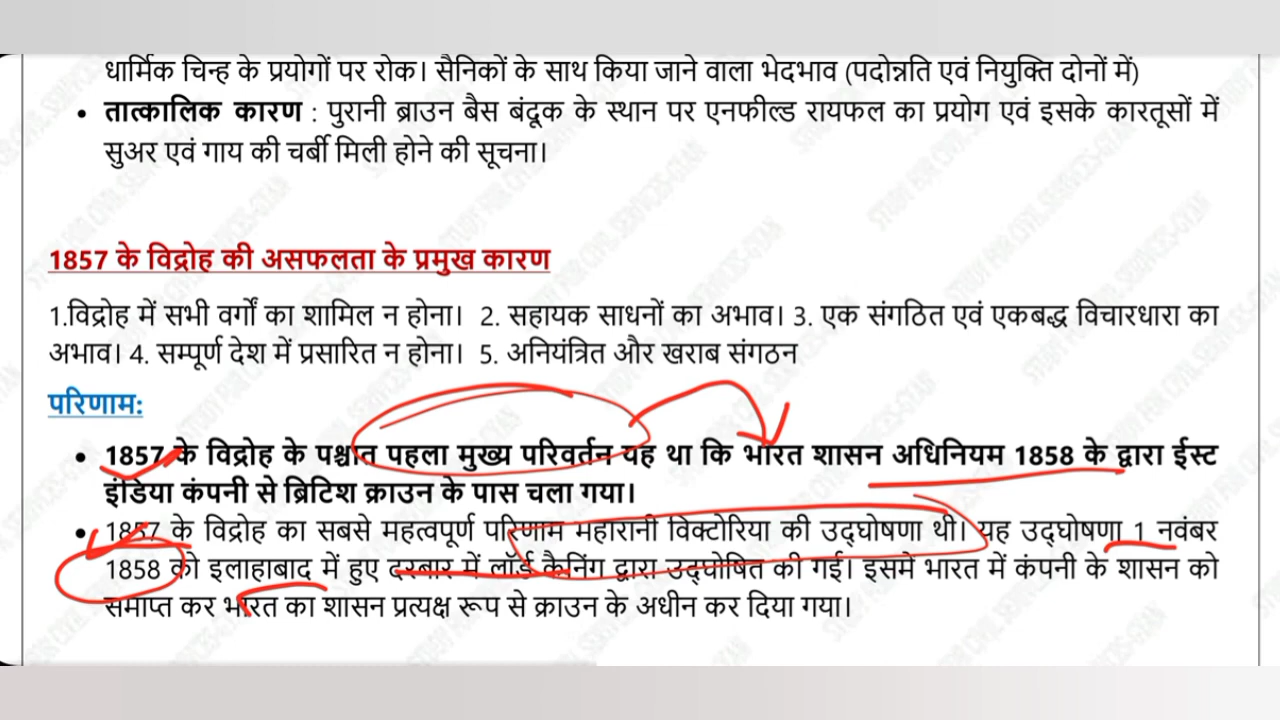 धार्मिक चिन्ह के प्रयोगों पर रोक। सैनिकों के साथ किया जाने वाला भेदभाव (पदोन्नति एवं नियुक्ति दोनों में)
• तात्कालिक कारण : पुरानी ब्राउन बैस बंदूक के स्थान पर एनफील्ड रायफल का प्रयोग एवं इसके कारतूसों में
सुअर एवं गाय की चर्बी मिली होने की सूचना।
1857 के विद्रोह की असफलता के प्रमुख कारण
1.विद्रोह में सभी वर्गों का शामिल न होना। 2. सहायक साधनों का अभाव। 3. एक संगठित एवं एकबद्ध विचारधारा का
अभाव। 4. सम्पूर्ण देश में प्रसारित न होना। 5. अनियंत्रित और खराब संगठन
परिणाम:
• 1857 के विद्रोह के पश्चात पहला मुख्य परिवर्तन यह था कि भारत शासन अधिनियम 1858 के द्वारा ईस्ट
इंडिया कंपनी से ब्रिटिश क्राउन के पास चला गया।
• 1857 के विद्रोह का सबसे महत्वपूर्ण परिणाम महारानी विक्टोरिया की उद्घोषणा थी। यह उद्घोषणा 1 नवंबर
1858 को इलाहाबाद में हुए दरबार में लॉर्ड कैनिंग द्वारा उद्घोषित की गई। इसमें भारत में कंपनी के शासन को
समाप्त कर भारत का शासन प्रत्यक्ष रूप से क्राउन के अधीन कर दिया गया।